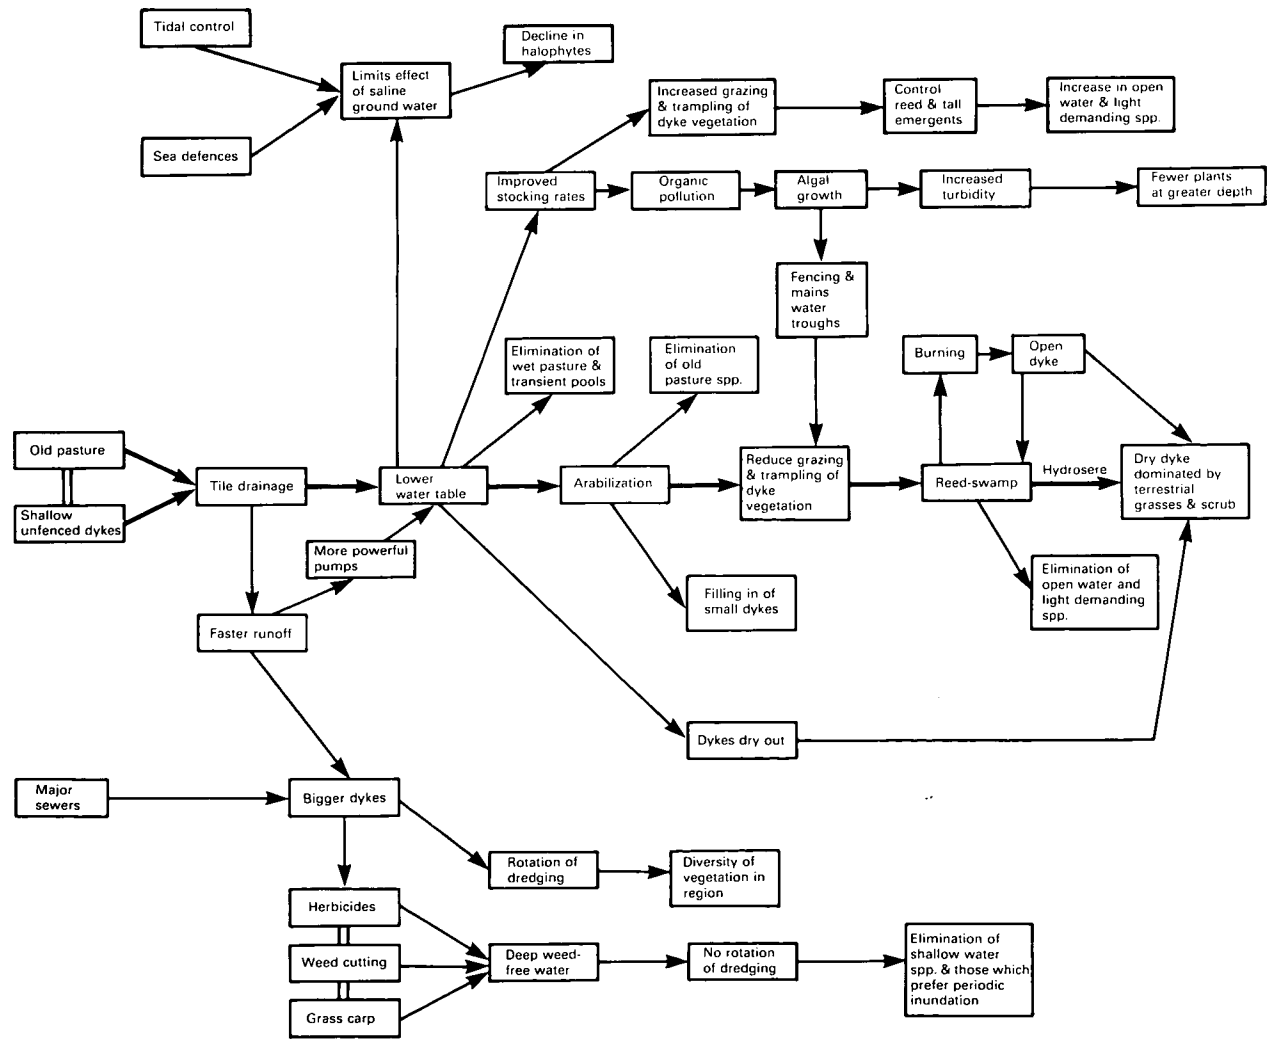 Tidal control
Decline in
halophytes
Limits effect
of saline
ground water
Sea defences
Increased grazing
& trampling of
dyke vegetation
Control
reed & tall
emergents
Increase in open
water & light
demanding spp.
Improved
stocking rates
Organic
pollution
Algal
growth
Increased
turbidity
Fewer plants
at greater depth
Fencing &
mains
water
troughs
Elimination of
wet pasture &
transient pools
Elimination
of old
pasture spp.
Burning
Open
dyke
Old pasture
Shallow
unfenced dykes
Tile drainage
Lower
water table
Arabilization
Reduce grazing
& trampling of
dyke
vegetation
Reed-swamp
Hydrosere
Dry dyke
dominated by
terrestrial
grasses & scrub
More powerful
pumps
Faster runoff
Filling in of
small dykes
Elimination of
open water and
light demanding
spp.
Dykes dry out
Major
sewers
Bigger dykes
Rotation of
dredging
Diversity of
vegetation in
region
Herbicides
Weed cutting
Grass carp
Deep weed-
free water
No rotation
of dredging
Elimination of
shallow water
spp. & those which
prefer periodic
inundation